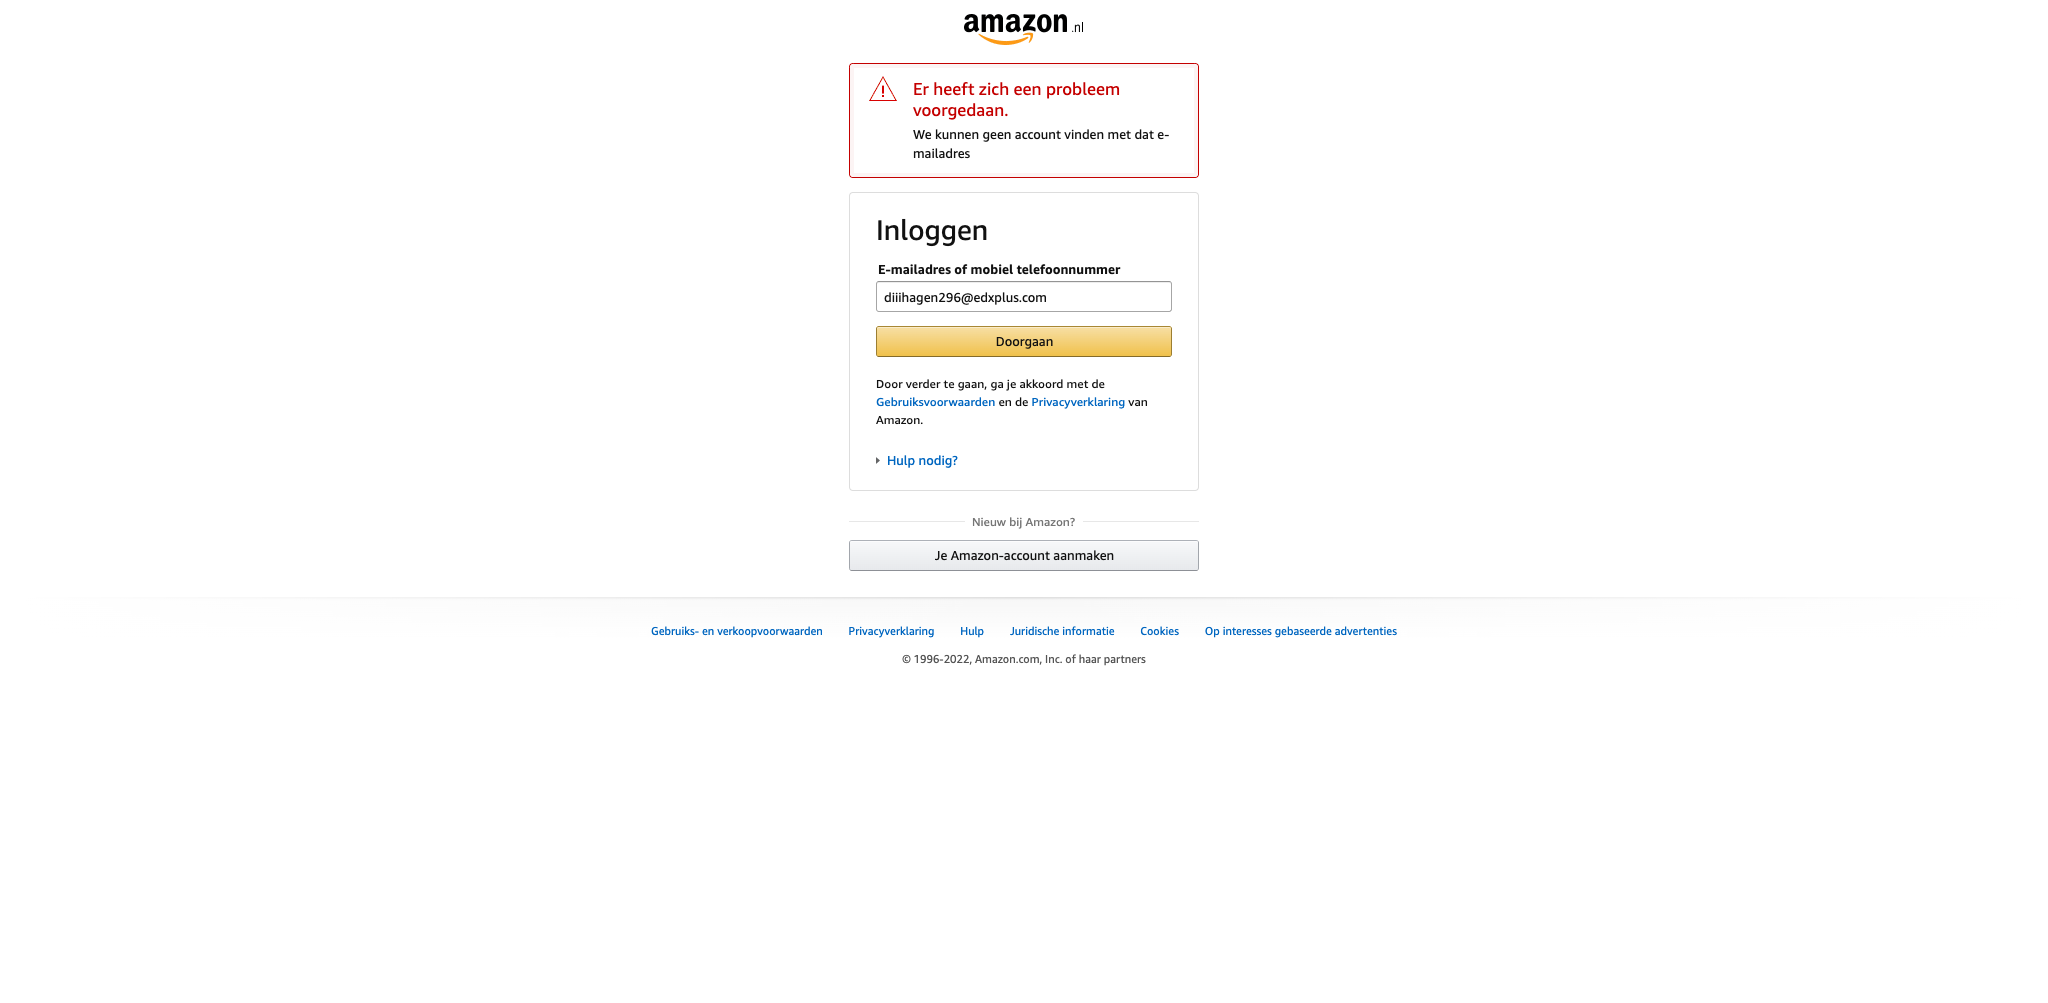 amazon.nl
Er heeft zich een probleem
voorgedaan.
We kunnen geen account vinden met dat e-
mailadres
Inloggen
E-mailadres of mobiel telefoonnummer
diiihagen296@edxplus.com
Doorgaan
Door verder te gaan, ga je akkoord met de
Gebruiksvoorwaarden en de Privacyverklaring van
Amazon.
Hulp nodig?
Nieuw bij Amazon?
Je Amazon-account aanmaken
Gebruiks- en verkoopvoorwaarden Privacyverklaring Hulp Juridische informatie Cookies Op interesses gebaseerde advertenties
© 1996-2022, Amazon.com, Inc. of haar partners